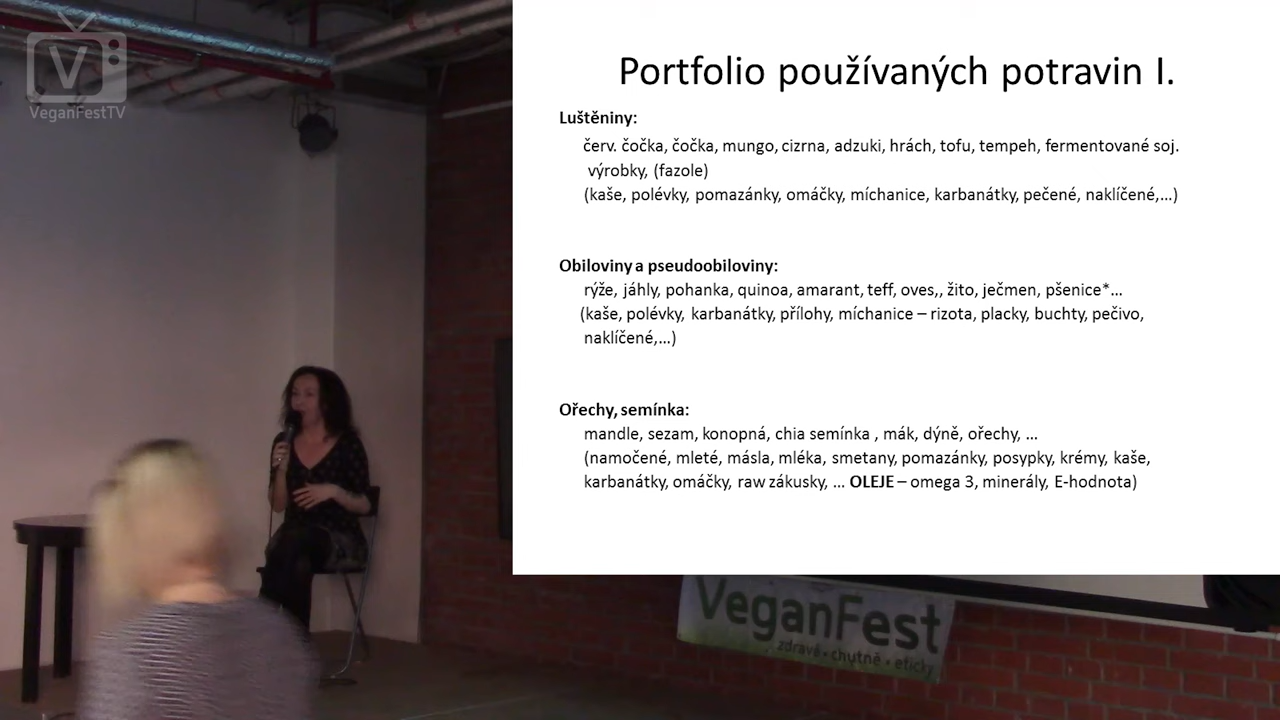 V
VeganFestTV
Portfolio používaných potravin I.
Luštěniny:
červ. čočka, čočka, mungo, cizrna, adzuki, hrách, tofu, tempeh, fermentované soj.
výrobky, (fazole)
(kaše, polévky, pomazánky, omáčky, míchanice, karbanátky, pečené, naklíčené,...)
Obiloviny a pseudoobiloviny:
rýže, jáhly, pohanka, quinoa, amarant, teff, oves,, žito, ječmen, pšenice*...
(kaše, polévky, karbanátky, přílohy, míchanice – rizota, placky, buchty, pečivo,
naklíčené,...)
Ořechy, semínka:
mandle, sezam, konopná, chia semínka , mák, dýně, ořechy, ...
(namočené, mleté, másla, mléka, smetany, pomazánky, posypky, krémy, kaše,
karbanátky, omáčky, raw zákusky, ... OLEJE – omega 3, minerály, E-hodnota)
VeganFest
zdravě • chutně • eticky